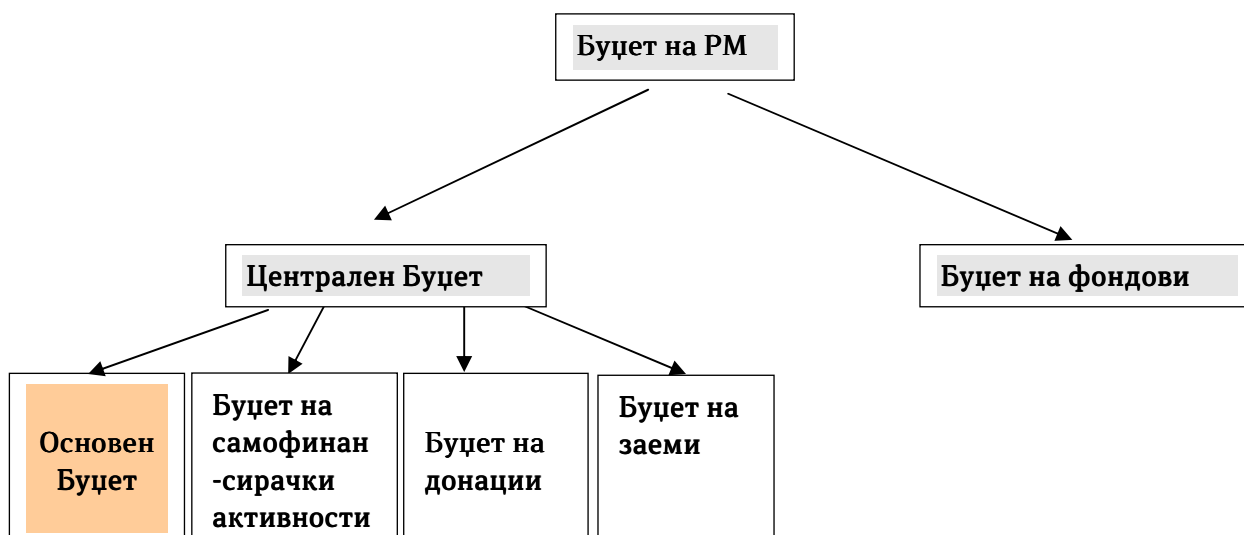 Буџет на РМ
Централен Буџет
Буџет на фондови
Основен
Буџет
Буџет на
самофинан
-сирачки
активности
Буџет на
донации
Буџет на
заеми